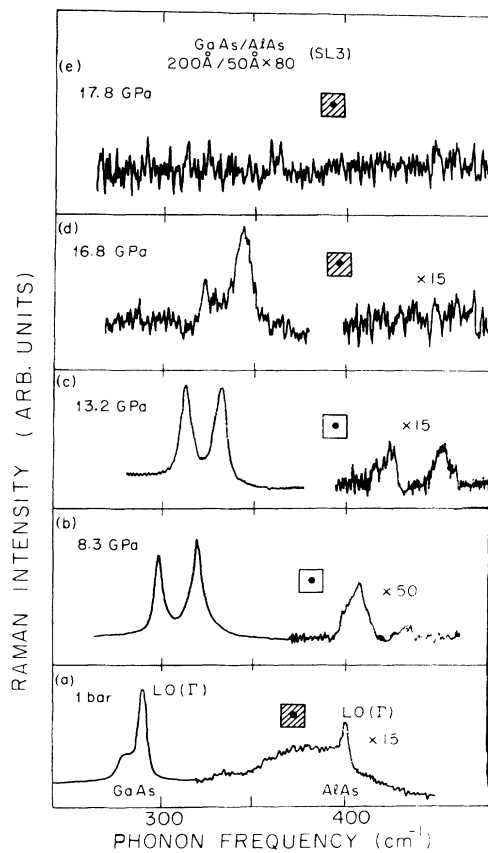 GaAs/AlAs
200Å/50Å×80 (SL3)
(e)
17.8 GPa
(d)
16.8 GPa
×15
(c)
13.2 GPa
×15
(b)
8.3 GPa
×50
(a)
1 bar
LO(Γ)
LO(Γ)
×15
GaAs
AlAs
300
400
PHONON FREQUENCY (cm⁻¹)
RAMAN INTENSITY (ARB. UNITS)